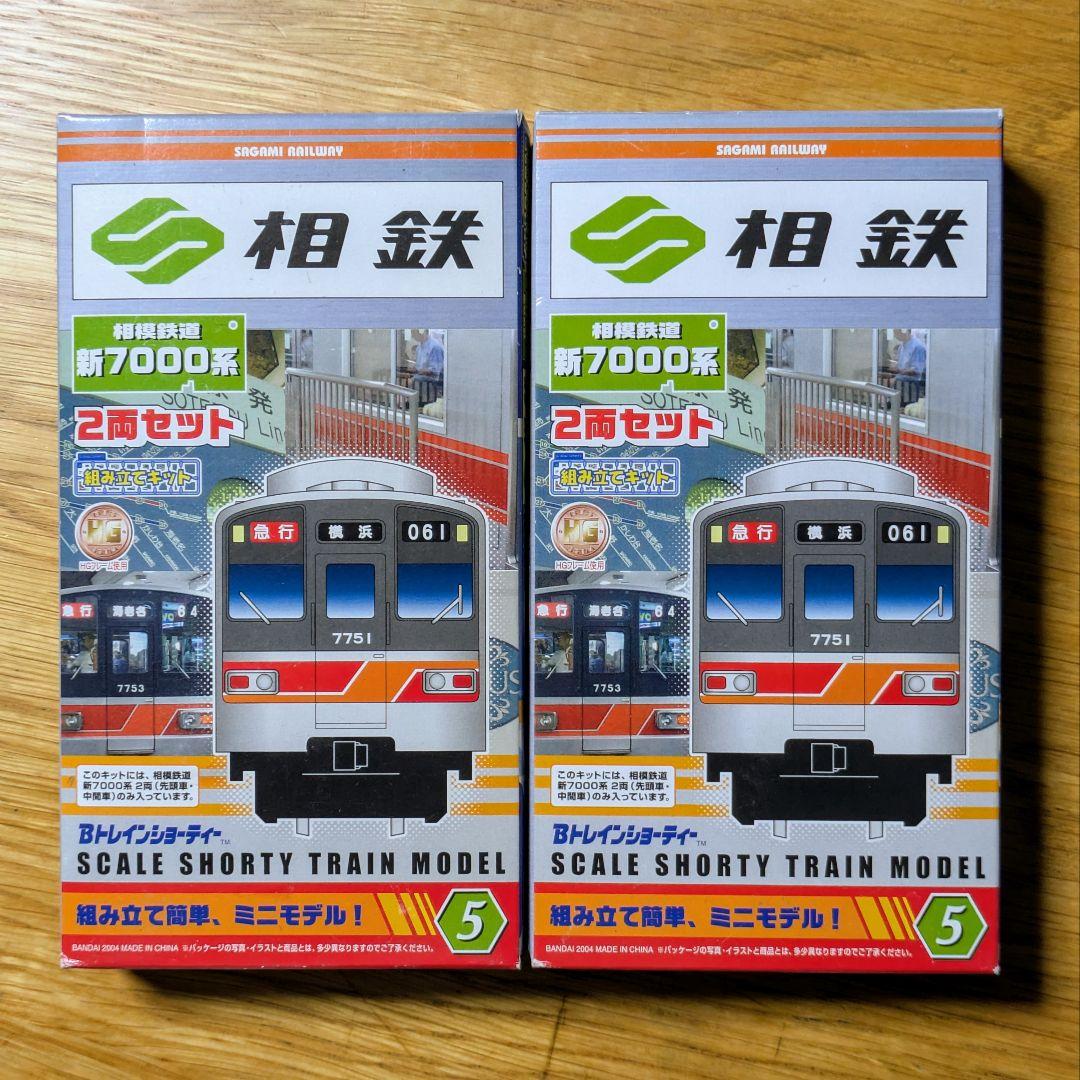 SAGAMI RAILWAY
相鉄
相模鉄道
新7000系
発
SOTETSU Line
2両セット
組み立てキット
HG
HGフレーム使用
急行 横浜 061
7751
急行 海老名 64
7753
このキットには、相模鉄道
新7000系 2両(先頭車・
中間車)のみ入っています。
BトレインショーティーTM
SCALE SHORTY TRAIN MODEL
組み立て簡単、ミニモデル!
5
BANDAI 2004 MADE IN CHINA ※パッケージの写真・イラストと商品とは、多少異なりますのでご了承ください。
SAGAMI RAILWAY
相鉄
相模鉄道
新7000系
発
SOTETSU Line
2両セット
組み立てキット
HG
HGフレーム使用
急行 横浜 061
7751
急行 海老名 64
7753
このキットには、相模鉄道
新7000系 2両(先頭車・
中間車)のみ入っています。
BトレインショーティーTM
SCALE SHORTY TRAIN MODEL
組み立て簡単、ミニモデル!
5
BANDAI 2004 MADE IN CHINA ※パッケージの写真・イラストと商品とは、多少異なりますのでご了承ください。